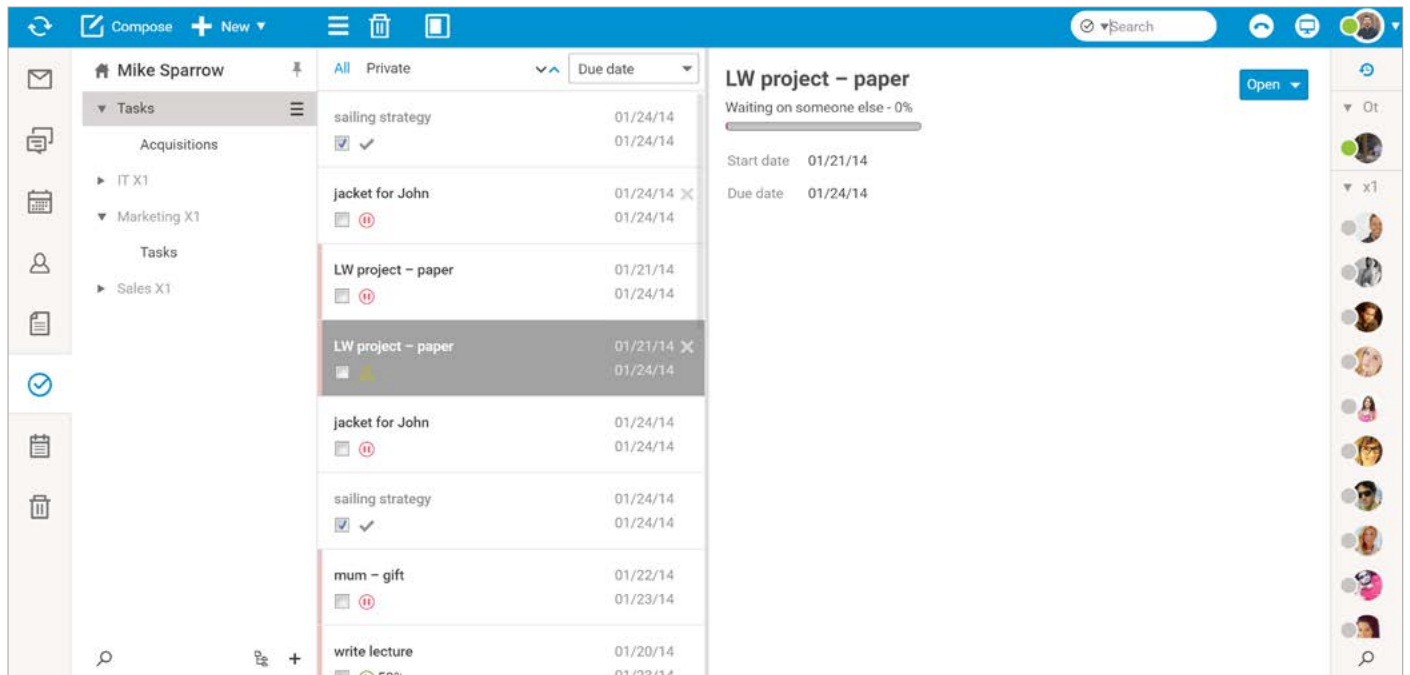 Compose
New ▼
Search
Mike Sparrow
Tasks
Acquisitions
IT X1
Marketing X1
Tasks
Sales X1
All Private
Due date
sailing strategy 01/24/14
01/24/14
jacket for John 01/24/14
01/24/14
LW project – paper 01/21/14
01/24/14
LW project – paper 01/21/14
01/24/14
jacket for John 01/24/14
01/24/14
sailing strategy 01/24/14
01/24/14
mum – gift 01/22/14
01/23/14
write lecture 01/20/14
LW project – paper
Open
Waiting on someone else - 0%
Start date 01/21/14
Due date 01/24/14
Ot
x1